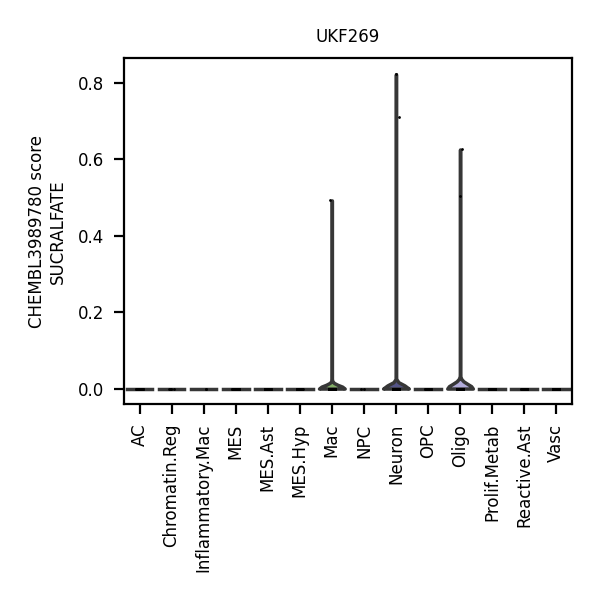 UKF269
CHEMBL3989780 score
SUCRALFATE
0.8
0.6
0.4
0.2
0.0
AC
Chromatin.Reg
Inflammatory.Mac
MES
MES.Ast
MES.Hyp
Mac
NPC
Neuron
OPC
Oligo
Prolif.Metab
Reactive.Ast
Vasc